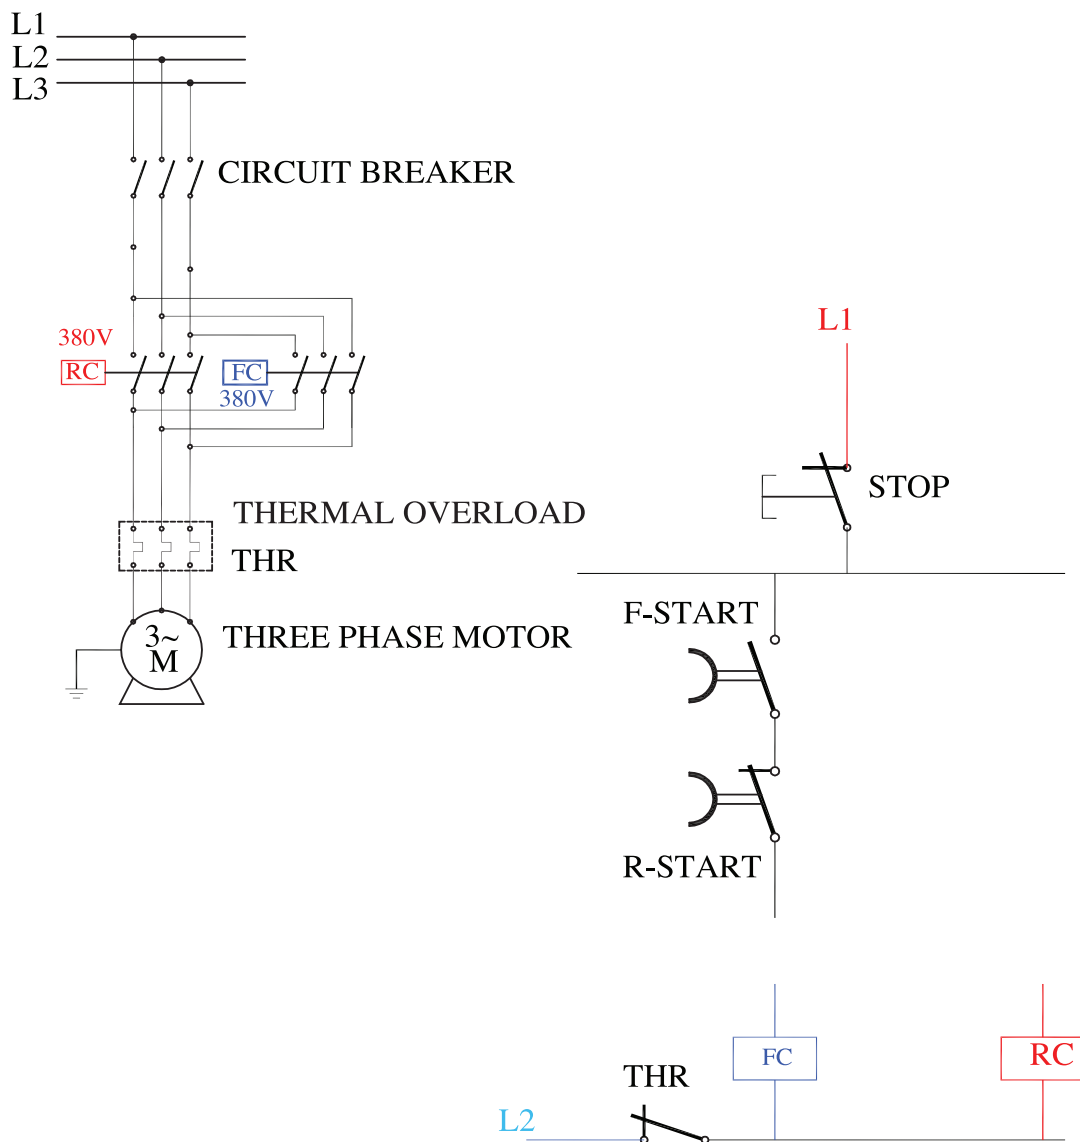 L1
L2
L3
CIRCUIT BREAKER
380V
RC
FC
380V
THERMAL OVERLOAD
THR
THREE PHASE MOTOR
3~
M
L1
STOP
F-START
R-START
FC
RC
THR
L2